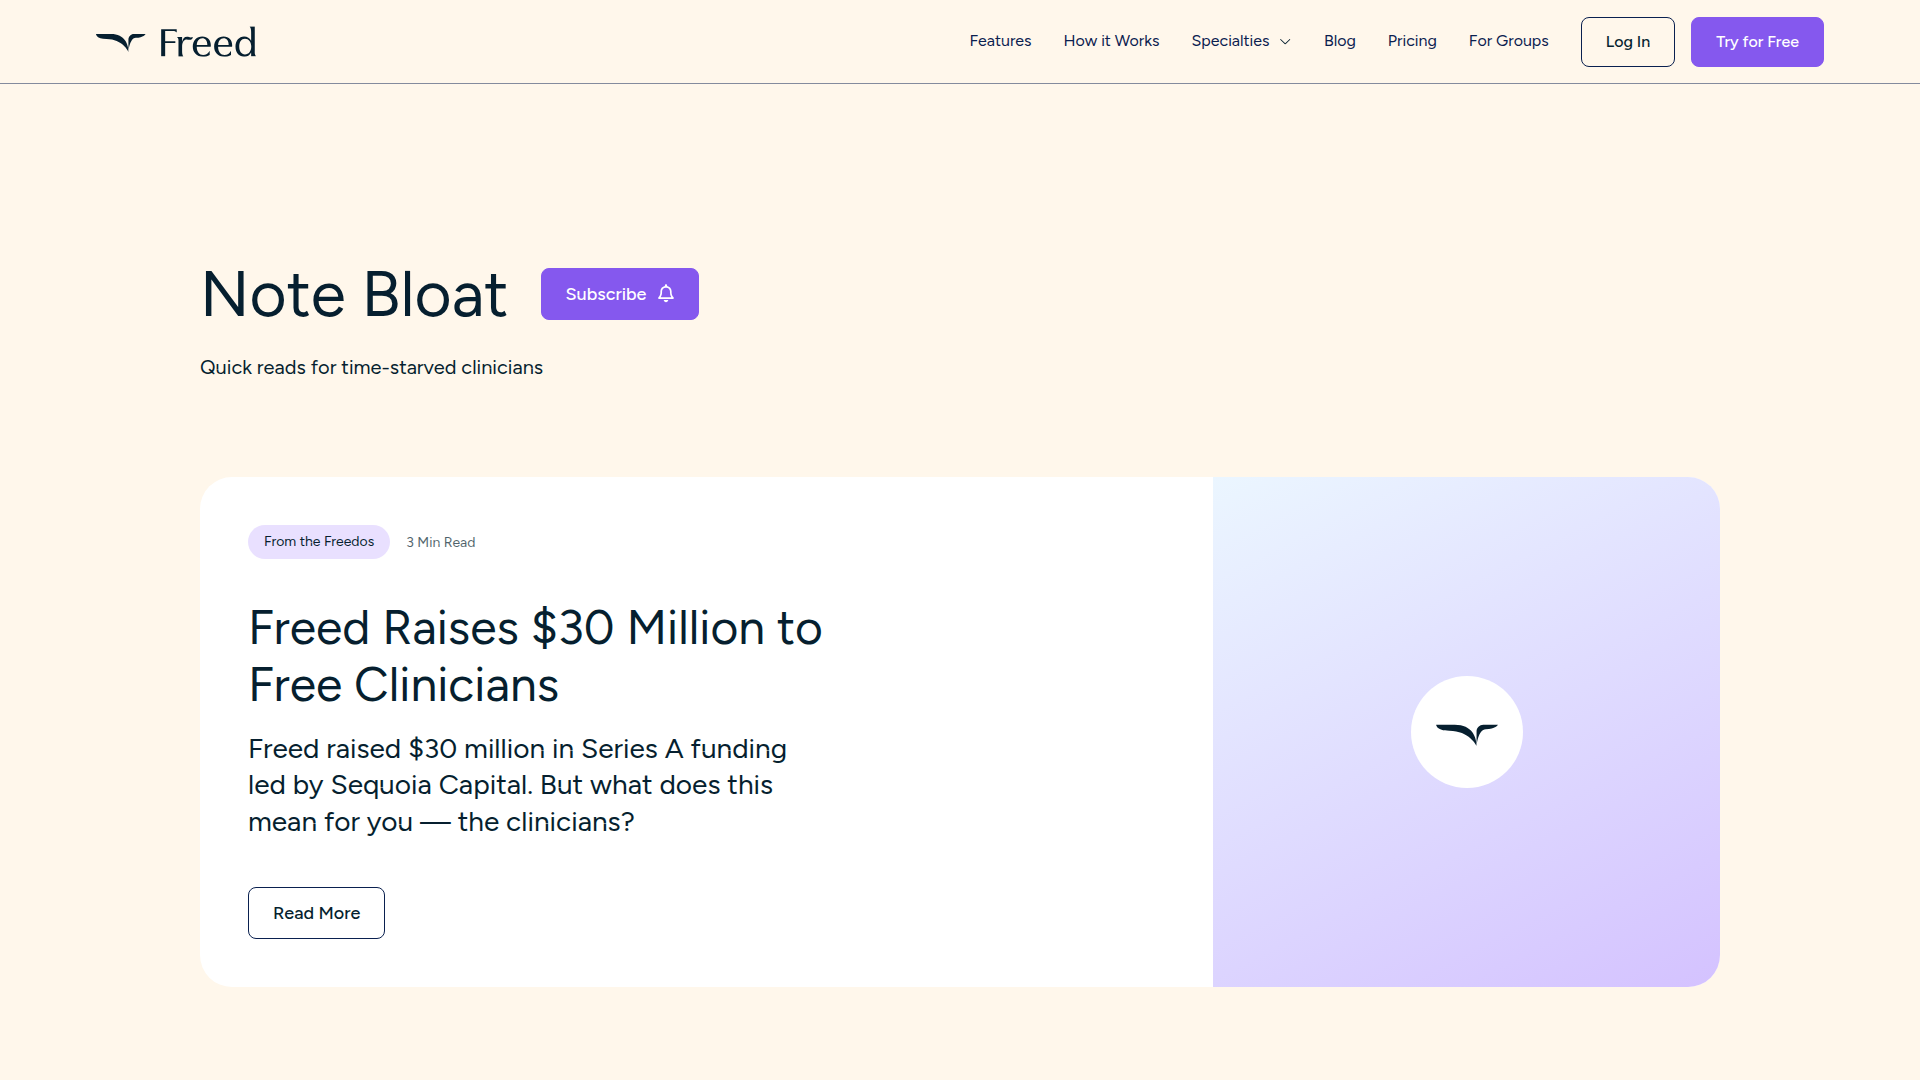 Freed
Features
How it Works
Specialties
Blog
Pricing
For Groups
Log In
Try for Free
Note Bloat
Subscribe
Quick reads for time-starved clinicians
From the Freedos
3 Min Read
Freed Raises $30 Million to
Free Clinicians
Freed raised $30 million in Series A funding
led by Sequoia Capital. But what does this
mean for you — the clinicians?
Read More